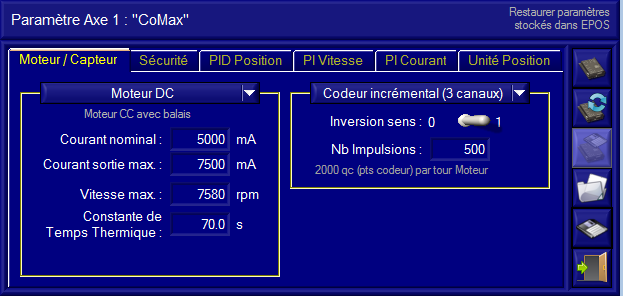 Paramètre Axe 1 : "CoMax"
Restaurer paramètres
stockés dans EPOS
Moteur / Capteur
Sécurité
PID Position
PI Vitesse
PI Courant
Unité Position
Moteur DC
Moteur CC avec balais
Courant nominal : 5000 mA
Courant sortie max. : 7500 mA
Vitesse max. : 7580 rpm
Constante de
Temps Thermique : 70.0 s
Codeur incrémental (3 canaux)
Inversion sens : 0 1
Nb Impulsions : 500
2000 qc (pts codeur) par tour Moteur